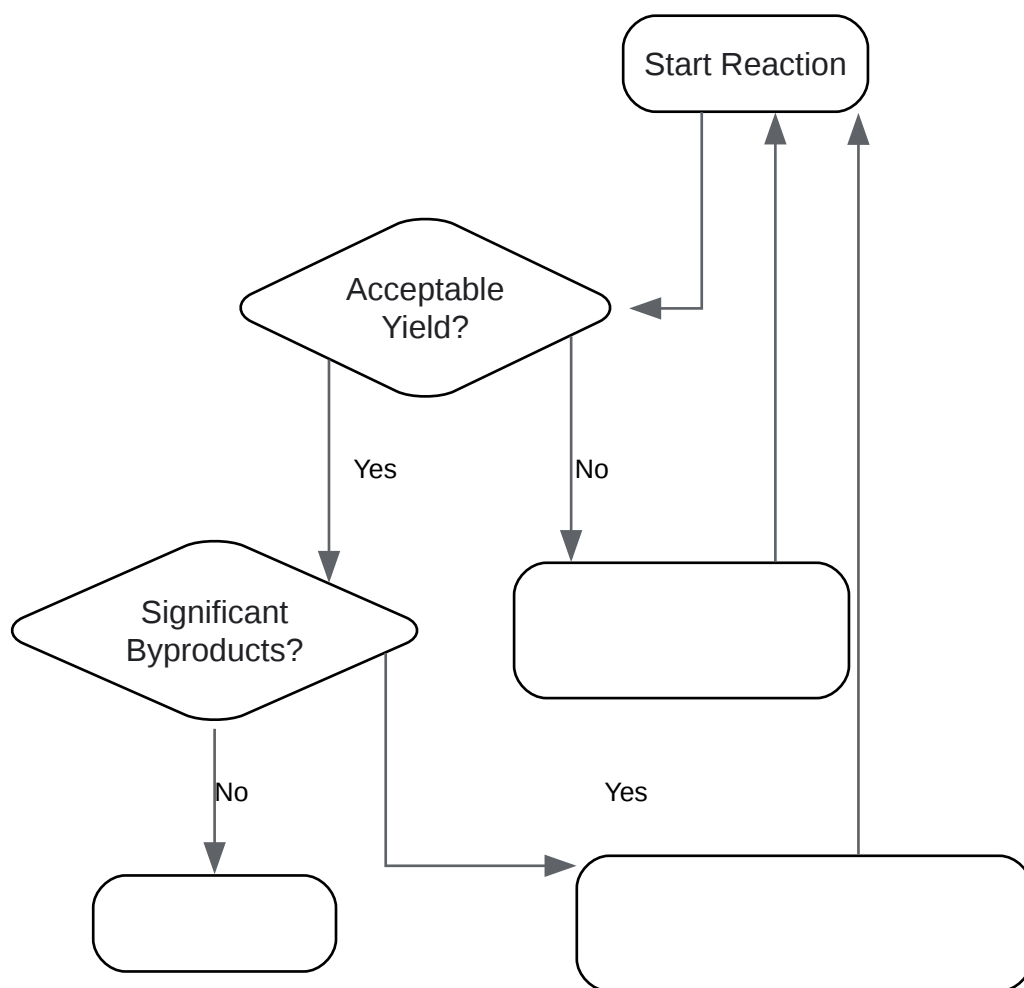 Start Reaction
Acceptable
Yield?
Yes
No
Significant
Byproducts?
No
Yes